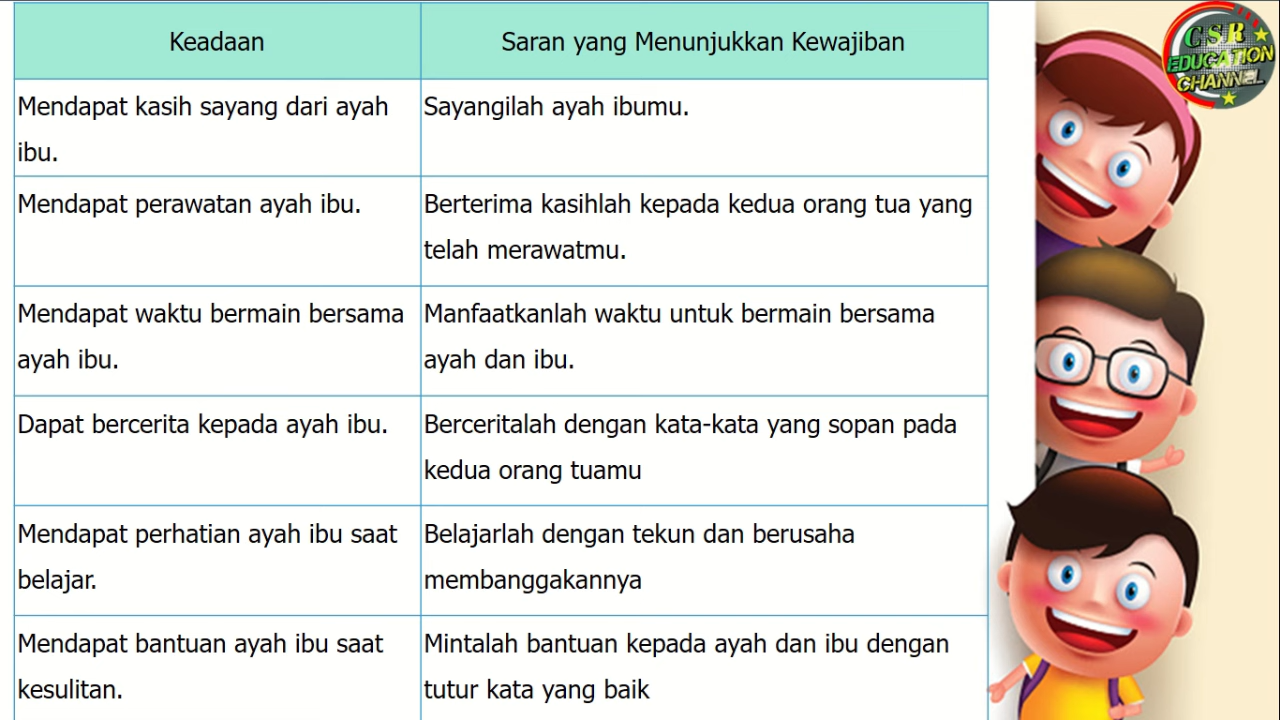 Keadaan
Saran yang Menunjukkan Kewajiban
Mendapat kasih sayang dari ayah
ibu.
Sayangilah ayah ibumu.
Mendapat perawatan ayah ibu.
Berterima kasihlah kepada kedua orang tua yang
telah merawatmu.
Mendapat waktu bermain bersama
ayah ibu.
Manfaatkanlah waktu untuk bermain bersama
ayah dan ibu.
Dapat bercerita kepada ayah ibu.
Berceritalah dengan kata-kata yang sopan pada
kedua orang tuamu
Mendapat perhatian ayah ibu saat
belajar.
Belajarlah dengan tekun dan berusaha
membanggakannya
Mendapat bantuan ayah ibu saat
kesulitan.
Mintalah bantuan kepada ayah dan ibu dengan
tutur kata yang baik
CSR
EDUCATION
CHANNEL